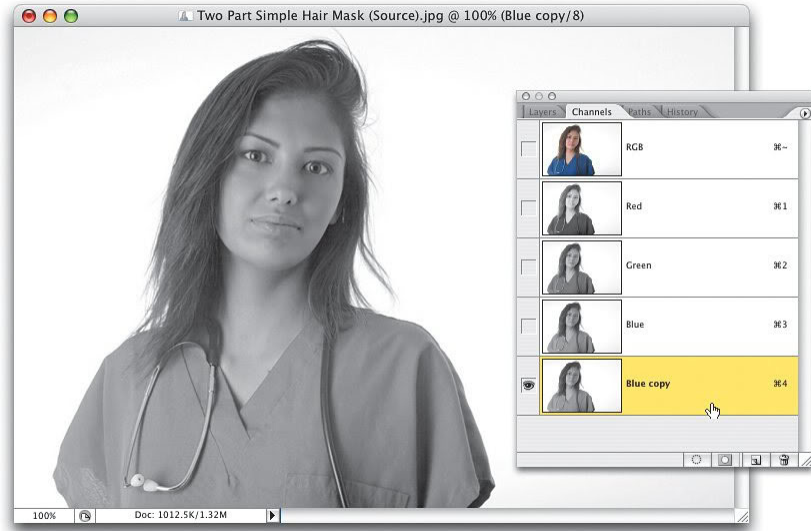 Two Part Simple Hair Mask (Source).jpg @ 100% (Blue copy/8)
Layers Channels Paths History
RGB ⌘~
Red ⌘1
Green ⌘2
Blue ⌘3
Blue copy ⌘4
100% Doc: 1012.5K/1.32M